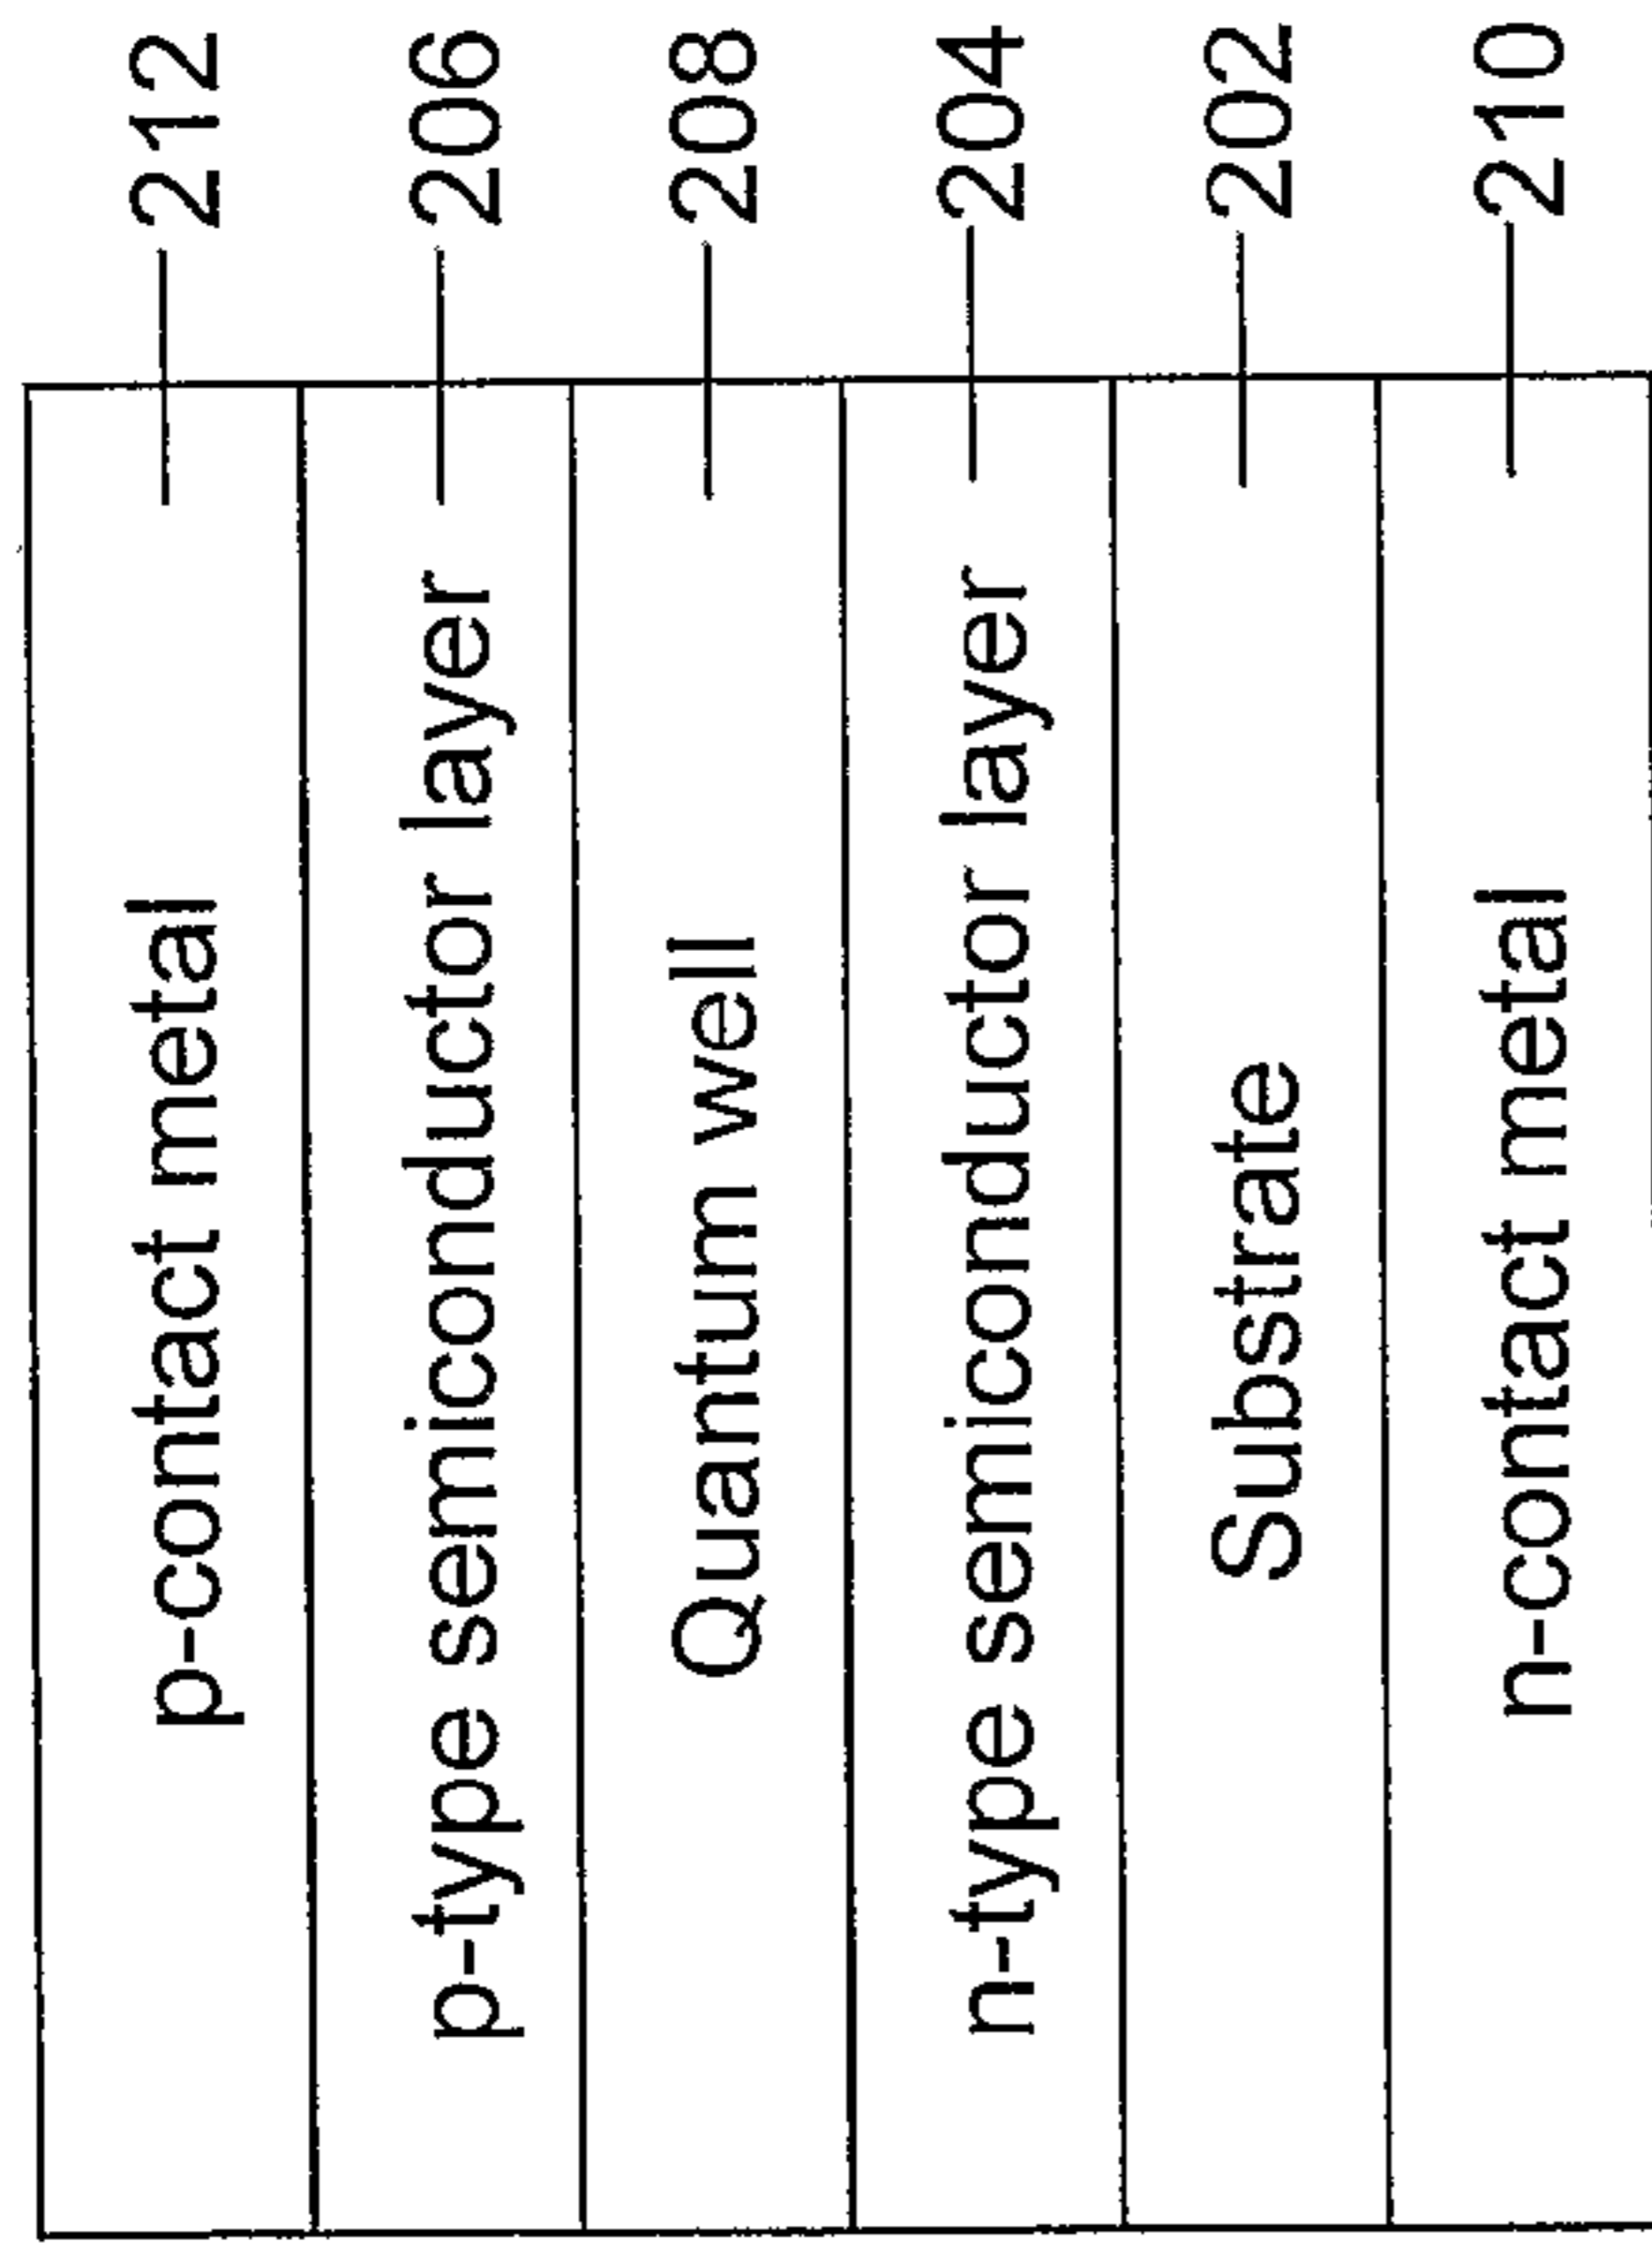 p-contact metal 212
p-type semiconductor layer 206
Quantum well 208
n-type semiconductor layer 204
Substrate 202
n-contact metal 210